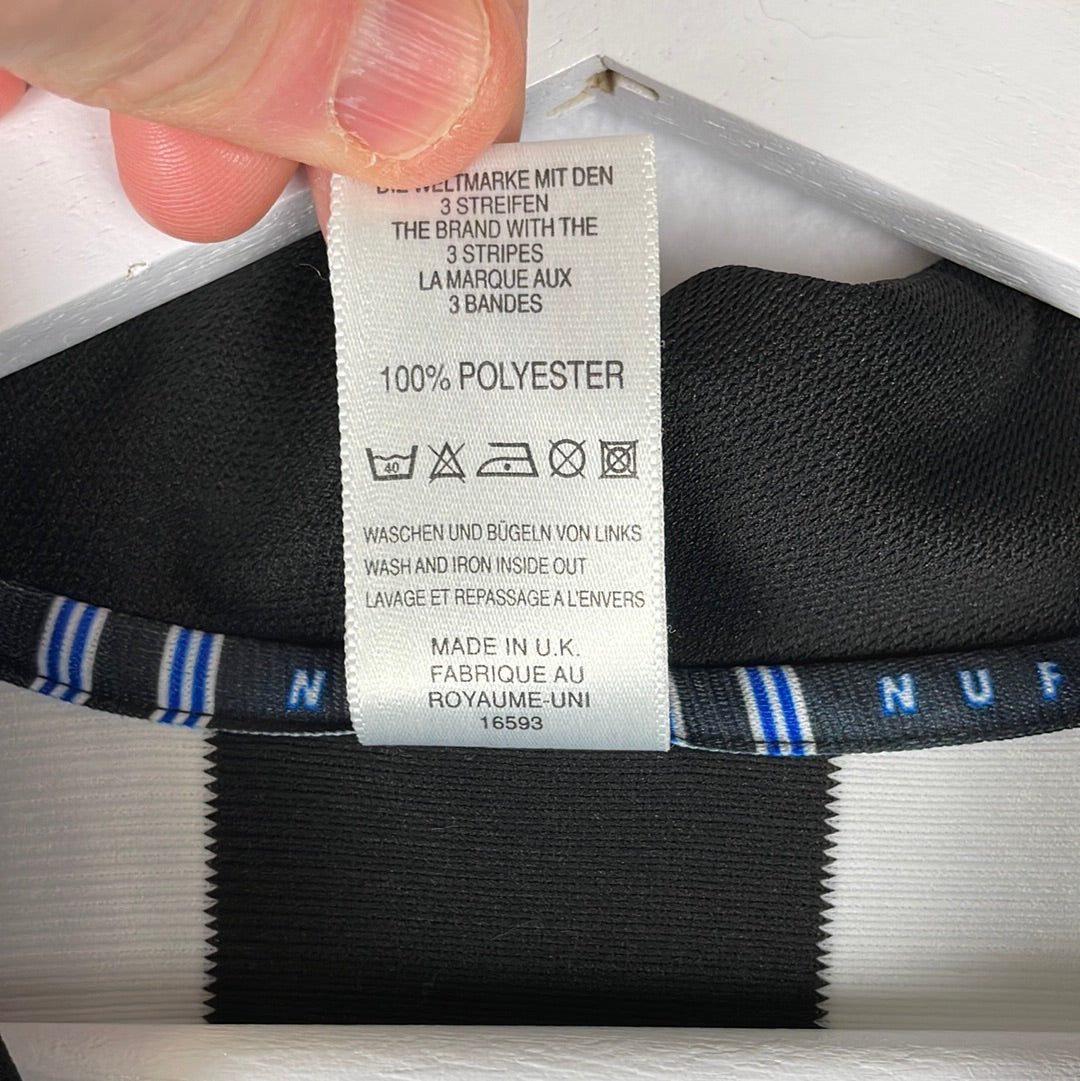 DIE WELTMARKE MIT DEN
3 STREIFEN
THE BRAND WITH THE
3 STRIPES
LA MARQUE AUX
3 BANDES
100% POLYESTER
40
WASCHEN UND BÜGELN VON LINKS
WASH AND IRON INSIDE OUT
LAVAGE ET REPASSAGE A L'ENVERS
MADE IN U.K.
FABRIQUE AU
ROYAUME-UNI
16593
N NUF